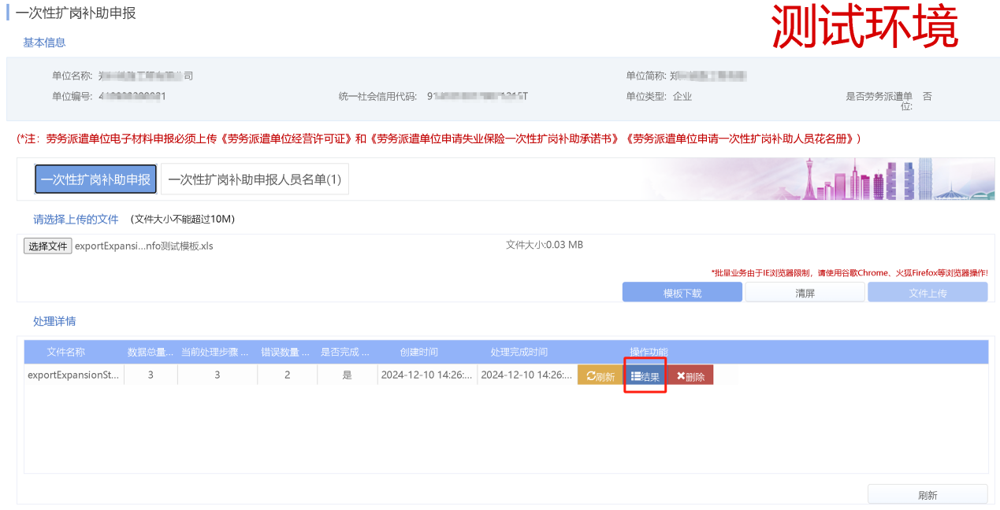 一次性扩岗补助申报
测试环境
基本信息
单位名称: 司
单位简称:
单位编号:
统一社会信用代码:
单位类型: 企业
是否劳务派遣单位: 否
(*注：劳务派遣单位电子材料申报必须上传《劳务派遣单位经营许可证》和《劳务派遣单位申请失业保险一次性扩岗补助承诺书》《劳务派遣单位申请一次性扩岗补助人员花名册》)
一次性扩岗补助申报 一次性扩岗补助申报人员名单(1)
请选择上传的文件 (文件大小不能超过10M)
选择文件 exportExpansi...nfo测试模板.xls 文件大小:0.03 MB
*批量业务由于IE浏览器限制，请使用谷歌Chrome、火狐Firefox等浏览器操作!
模板下载 清屏 文件上传
处理详情
文件名称 数据总量... 当前处理步骤 ... 错误数量 ... 是否完成 ... 创建时间 处理完成时间 操作功能
exportExpansionSt... 3 3 2 是 2024-12-10 14:26:... 2024-12-10 14:26:... 刷新 结果 删除
刷新